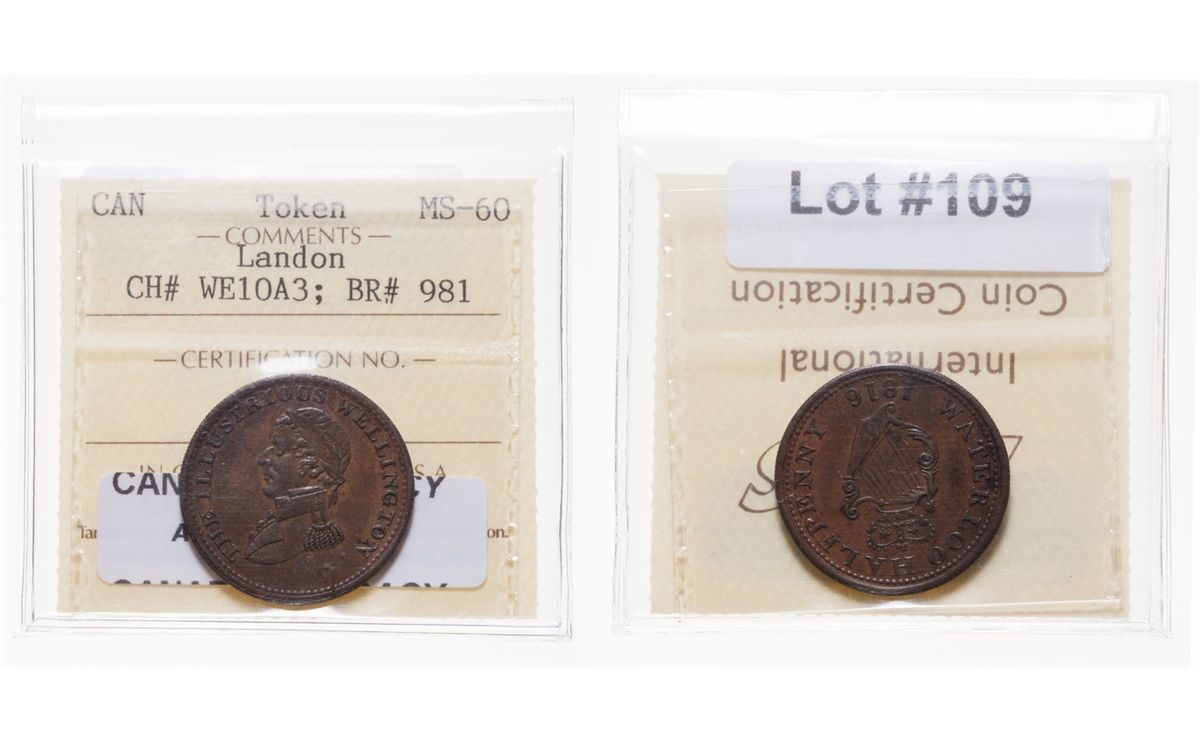 CAN Token MS-60
— COMMENTS —
Landon
CH# WE10A3; BR# 981
— CERTIFICATION NO. —
CY
THE ILLUSTRIOUS WELLINGTON
Lot #109
Coin Certification
International
WATERLOO HALFPENNY
1816